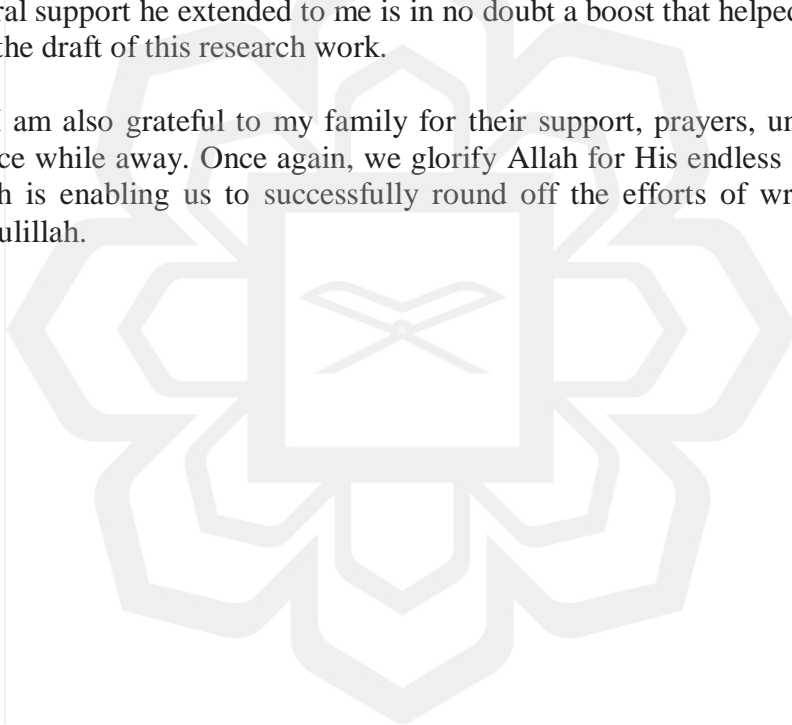 ral support he extended to me is in no doubt a boost that helped
the draft of this research work.
I am also grateful to my family for their support, prayers, un
ce while away. Once again, we glorify Allah for His endless
h is enabling us to successfully round off the efforts of wr
ulillah.